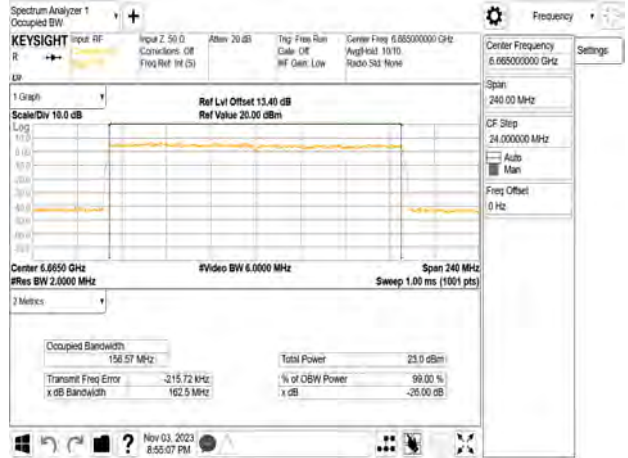 Spectrum Analyzer 1
Occupied BW
+
Frequency
KEYSIGHT Input: RF
R
Input Z: 50 Ω
Corrections: Off
Freq Ref: Int (S)
Atten: 20 dB
Trig: Free Run
Gate: Off
#IF Gain: Low
Center Freq: 6.665000000 GHz
Avg|Hold: 10/10
Radio Std: None
Center Frequency
6.665000000 GHz
Settings
Span
240.00 MHz
CF Step
24.000000 MHz
Auto
Man
Freq Offset
0 Hz
1 Graph
Scale/Div 10.0 dB
Ref Lvl Offset 13.40 dB
Ref Value 20.00 dBm
Log
10.0
0.00
Center 6.6650 GHz
#Res BW 2.0000 MHz
#Video BW 6.0000 MHz
Span 240 MHz
Sweep 1.00 ms (1001 pts)
2 Metrics
Occupied Bandwidth
156.57 MHz
Total Power 23.0 dBm
Transmit Freq Error -215.72 kHz
% of OBW Power 99.00 %
x dB Bandwidth 162.5 MHz
x dB -26.00 dB
?
Nov 03, 2023
8:55:07 PM